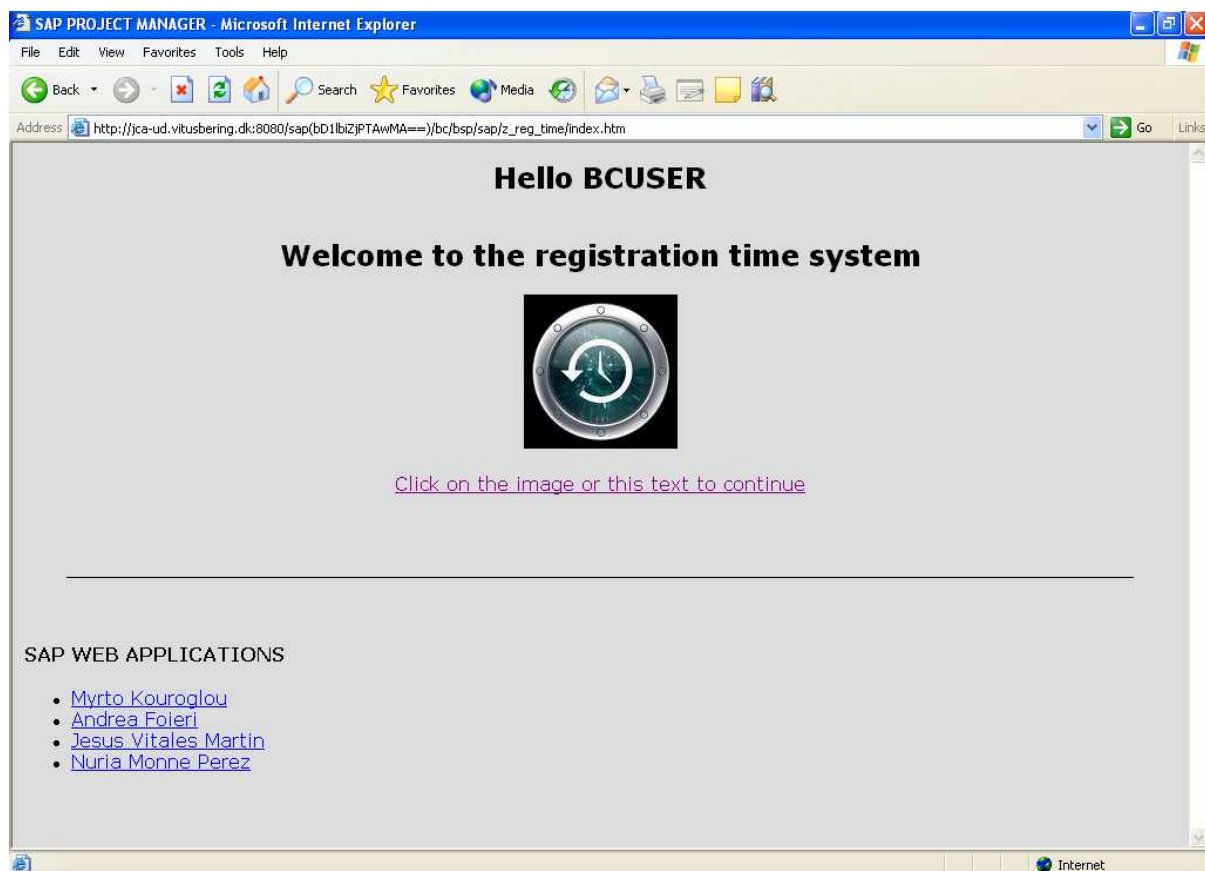 SAP PROJECT MANAGER - Microsoft Internet Explorer
File Edit View Favorites Tools Help
Back Search Favorites Media
Address http://jca-ud.vitusbering.dk:8080/sap(bD1lbiZjPTAwMA==)/bc/bsp/sap/z_reg_time/index.htm Go Links
Hello BCUSER
Welcome to the registration time system
Click on the image or this text to continue
SAP WEB APPLICATIONS
• Myrto Kouroglou
• Andrea Foieri
• Jesus Vitales Martin
• Nuria Monne Perez
Internet